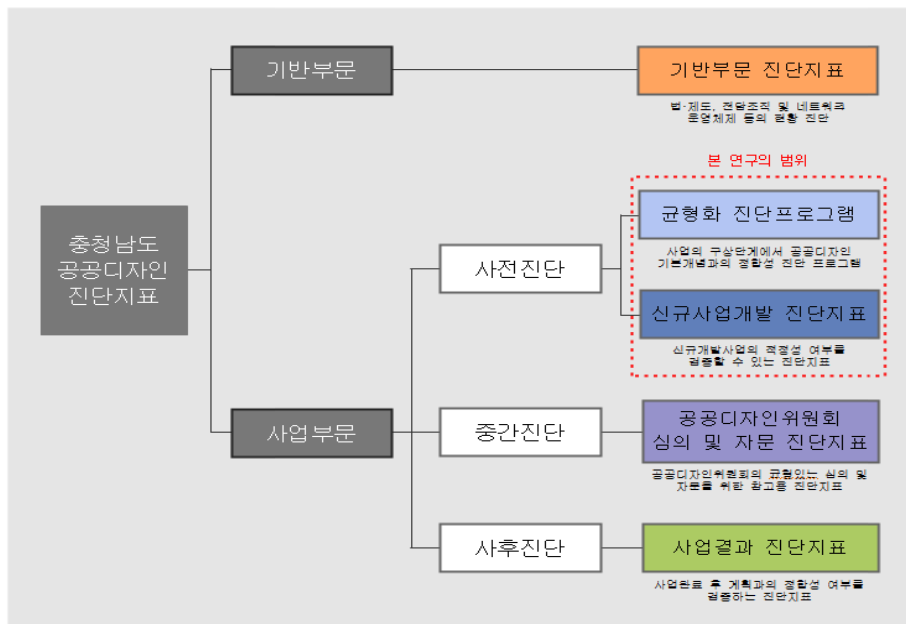 기반부문
기반부문 진단지표
법·제도, 전담조직 및 네트워크
운영체제 등의 현황 진단
본 연구의 범위
충청남도
공공디자인
진단지표
균형화 진단프로그램
사업의 구상단계에서 공공디자인
기본개념과의 정합성 진단 프로그램
사전진단
신규사업개발 진단지표
신규개발사업의 적정성 여부를
검증할 수 있는 진단지표
사업부문
중간진단
공공디자인위원회
심의 및 자문 진단지표
공공디자인위원회의 균형있는 심의 및
자문를 위한 참고용 진단지표
사후진단
사업결과 진단지표
사업완료 후 계획과의 정합성 여부를
검증하는 진단지표